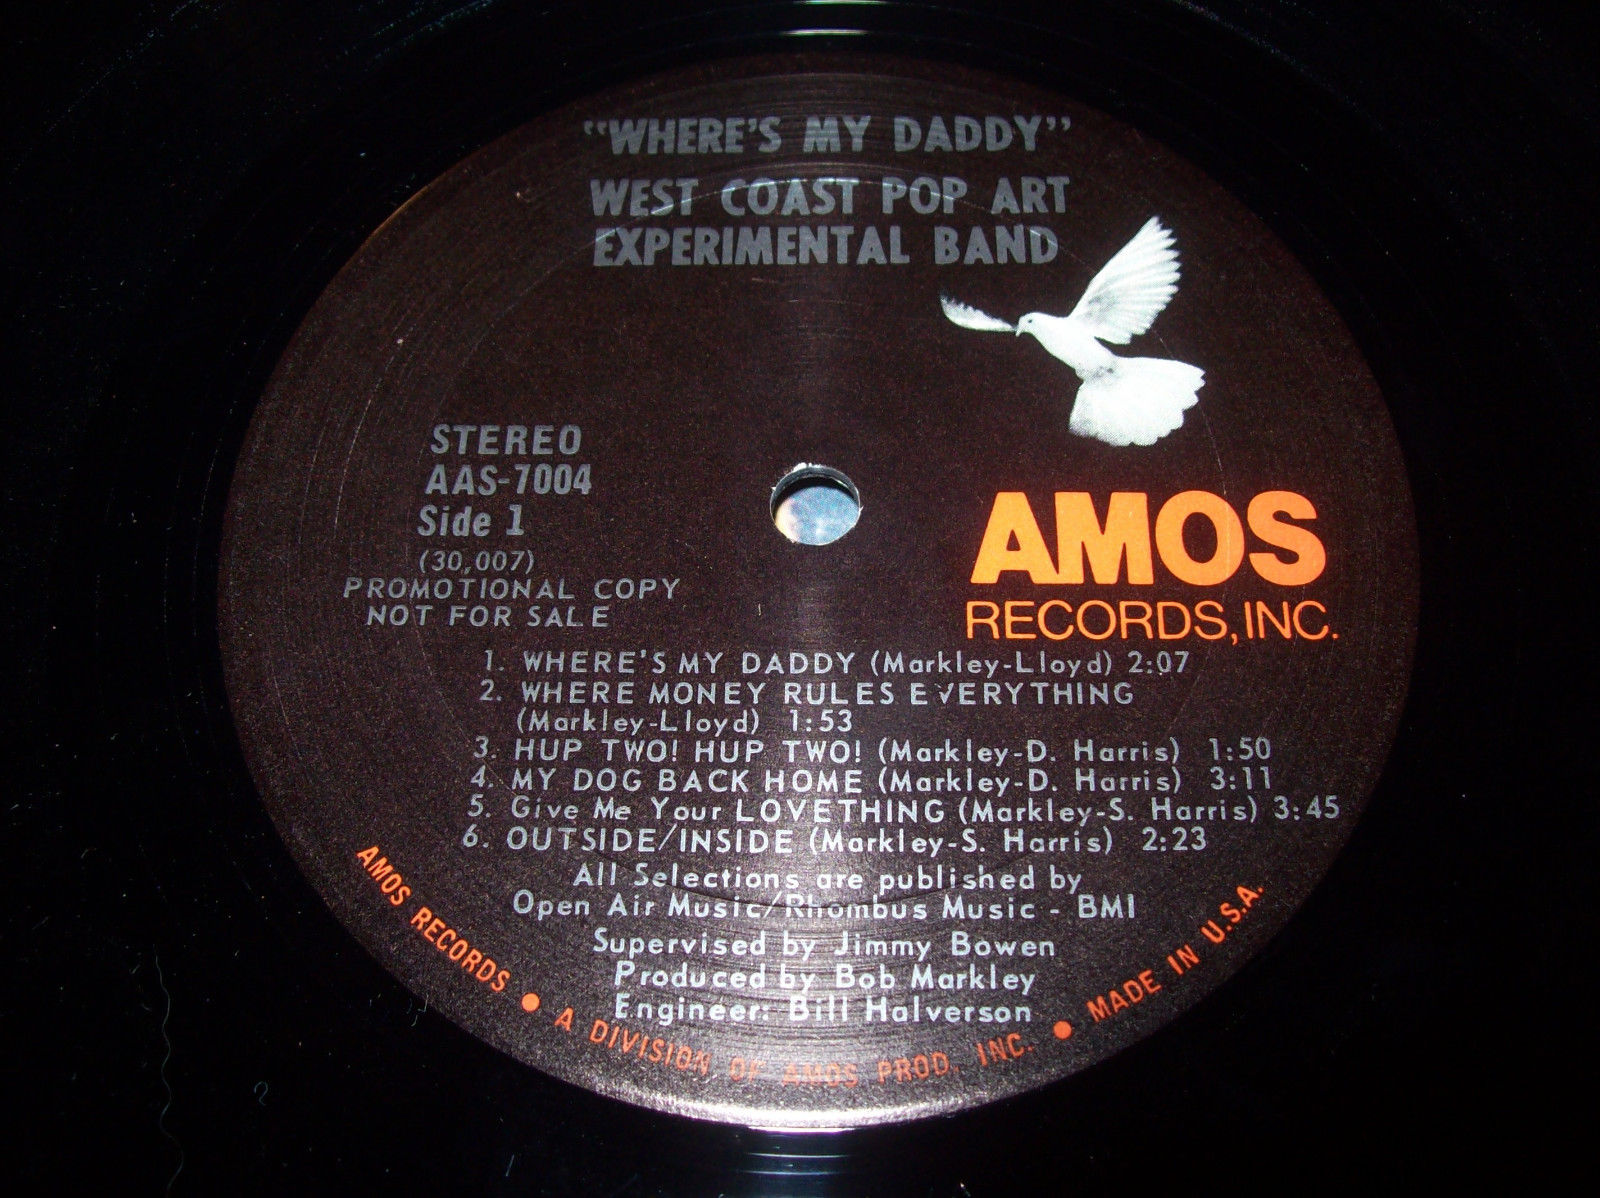 "WHERE'S MY DADDY"
WEST COAST POP ART
EXPERIMENTAL BAND
STEREO
AAS-7004
Side 1
(30,007)
PROMOTIONAL COPY
NOT FOR SALE
AMOS
RECORDS, INC.
1. WHERE'S MY DADDY (Markley-Lloyd) 2:07
2. WHERE MONEY RULES EVERYTHING
(Markley-Lloyd) 1:53
3. HUP TWO! HUP TWO! (Markley-D. Harris) 1:50
4. MY DOG BACK HOME (Markley-D. Harris) 3:11
5. Give Me Your LOVETHING (Markley-S. Harris) 3:45
6. OUTSIDE/INSIDE (Markley-S. Harris) 2:23
All Selections are published by
Open Air Music/Rhombus Music - BMI
Supervised by Jimmy Bowen
Produced by Bob Markley
Engineer: Bill Halverson
AMOS RECORDS • A DIVISION OF AMOS PROD. INC. • MADE IN U.S.A.